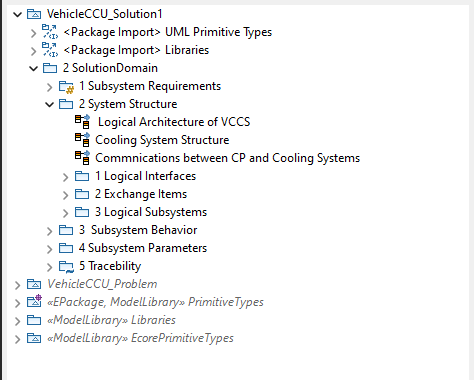 VehicleCCU_Solution1
<Package Import> UML Primitive Types
<Package Import> Libraries
2 SolutionDomain
1 Subsystem Requirements
2 System Structure
Logical Architecture of VCCS
Cooling System Structure
Commnications between CP and Cooling Systems
1 Logical Interfaces
2 Exchange Items
3 Logical Subsystems
3 Subsystem Behavior
4 Subsystem Parameters
5 Tracebility
VehicleCCU_Problem
«EPackage, ModelLibrary» PrimitiveTypes
«ModelLibrary» Libraries
«ModelLibrary» EcorePrimitiveTypes